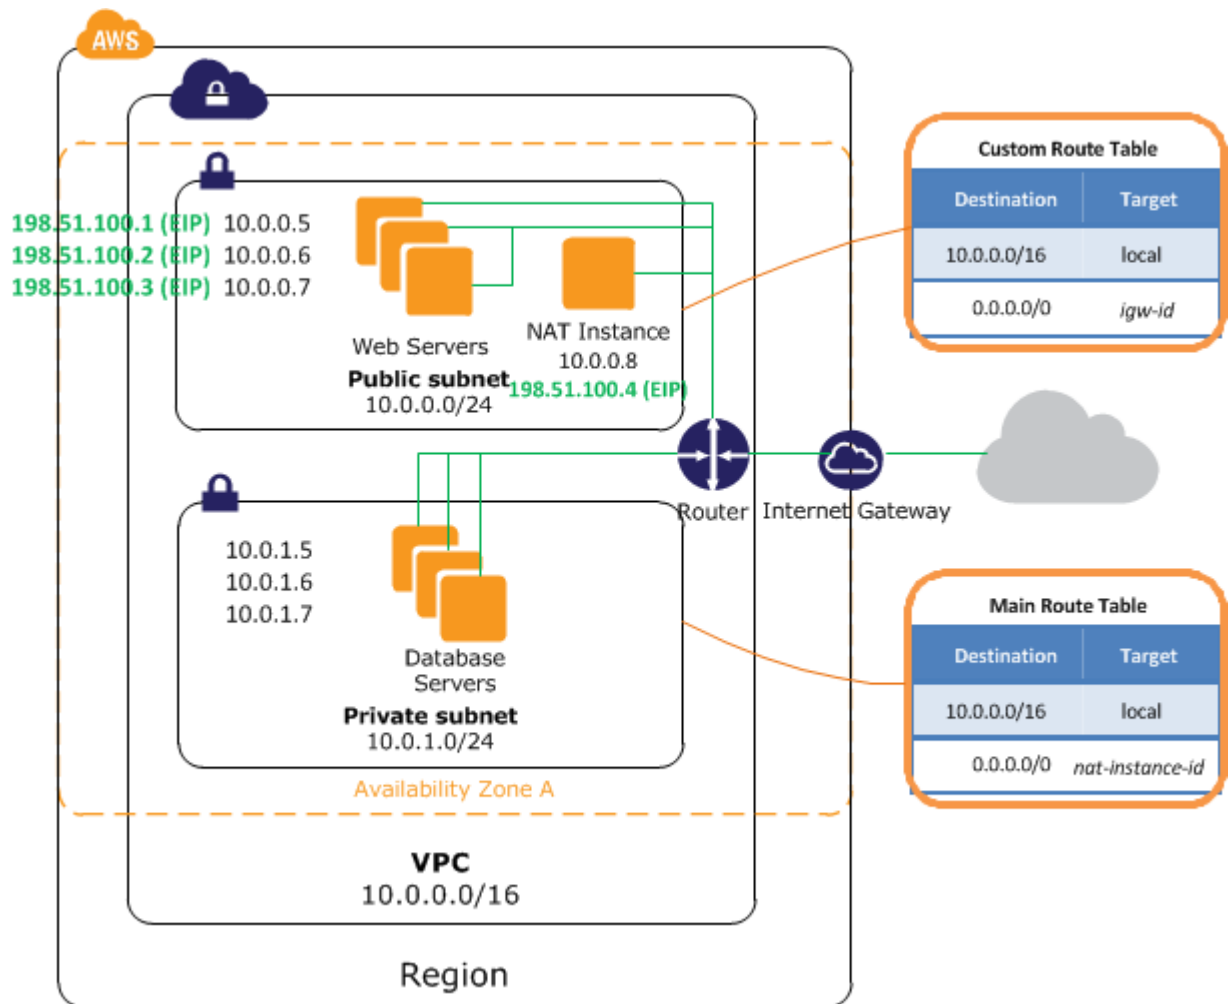 AWS
198.51.100.1 (EIP) 10.0.0.5
198.51.100.2 (EIP) 10.0.0.6
198.51.100.3 (EIP) 10.0.0.7
Web Servers
NAT Instance
10.0.0.8
198.51.100.4 (EIP)
Public subnet
10.0.0.0/24
Router
Internet Gateway
10.0.1.5
10.0.1.6
10.0.1.7
Database
Servers
Private subnet
10.0.1.0/24
Availability Zone A
VPC
10.0.0.0/16
Region
Custom Route Table
Destination Target
10.0.0.0/16 local
0.0.0.0/0 igw-id
Main Route Table
Destination Target
10.0.0.0/16 local
0.0.0.0/0 nat-instance-id